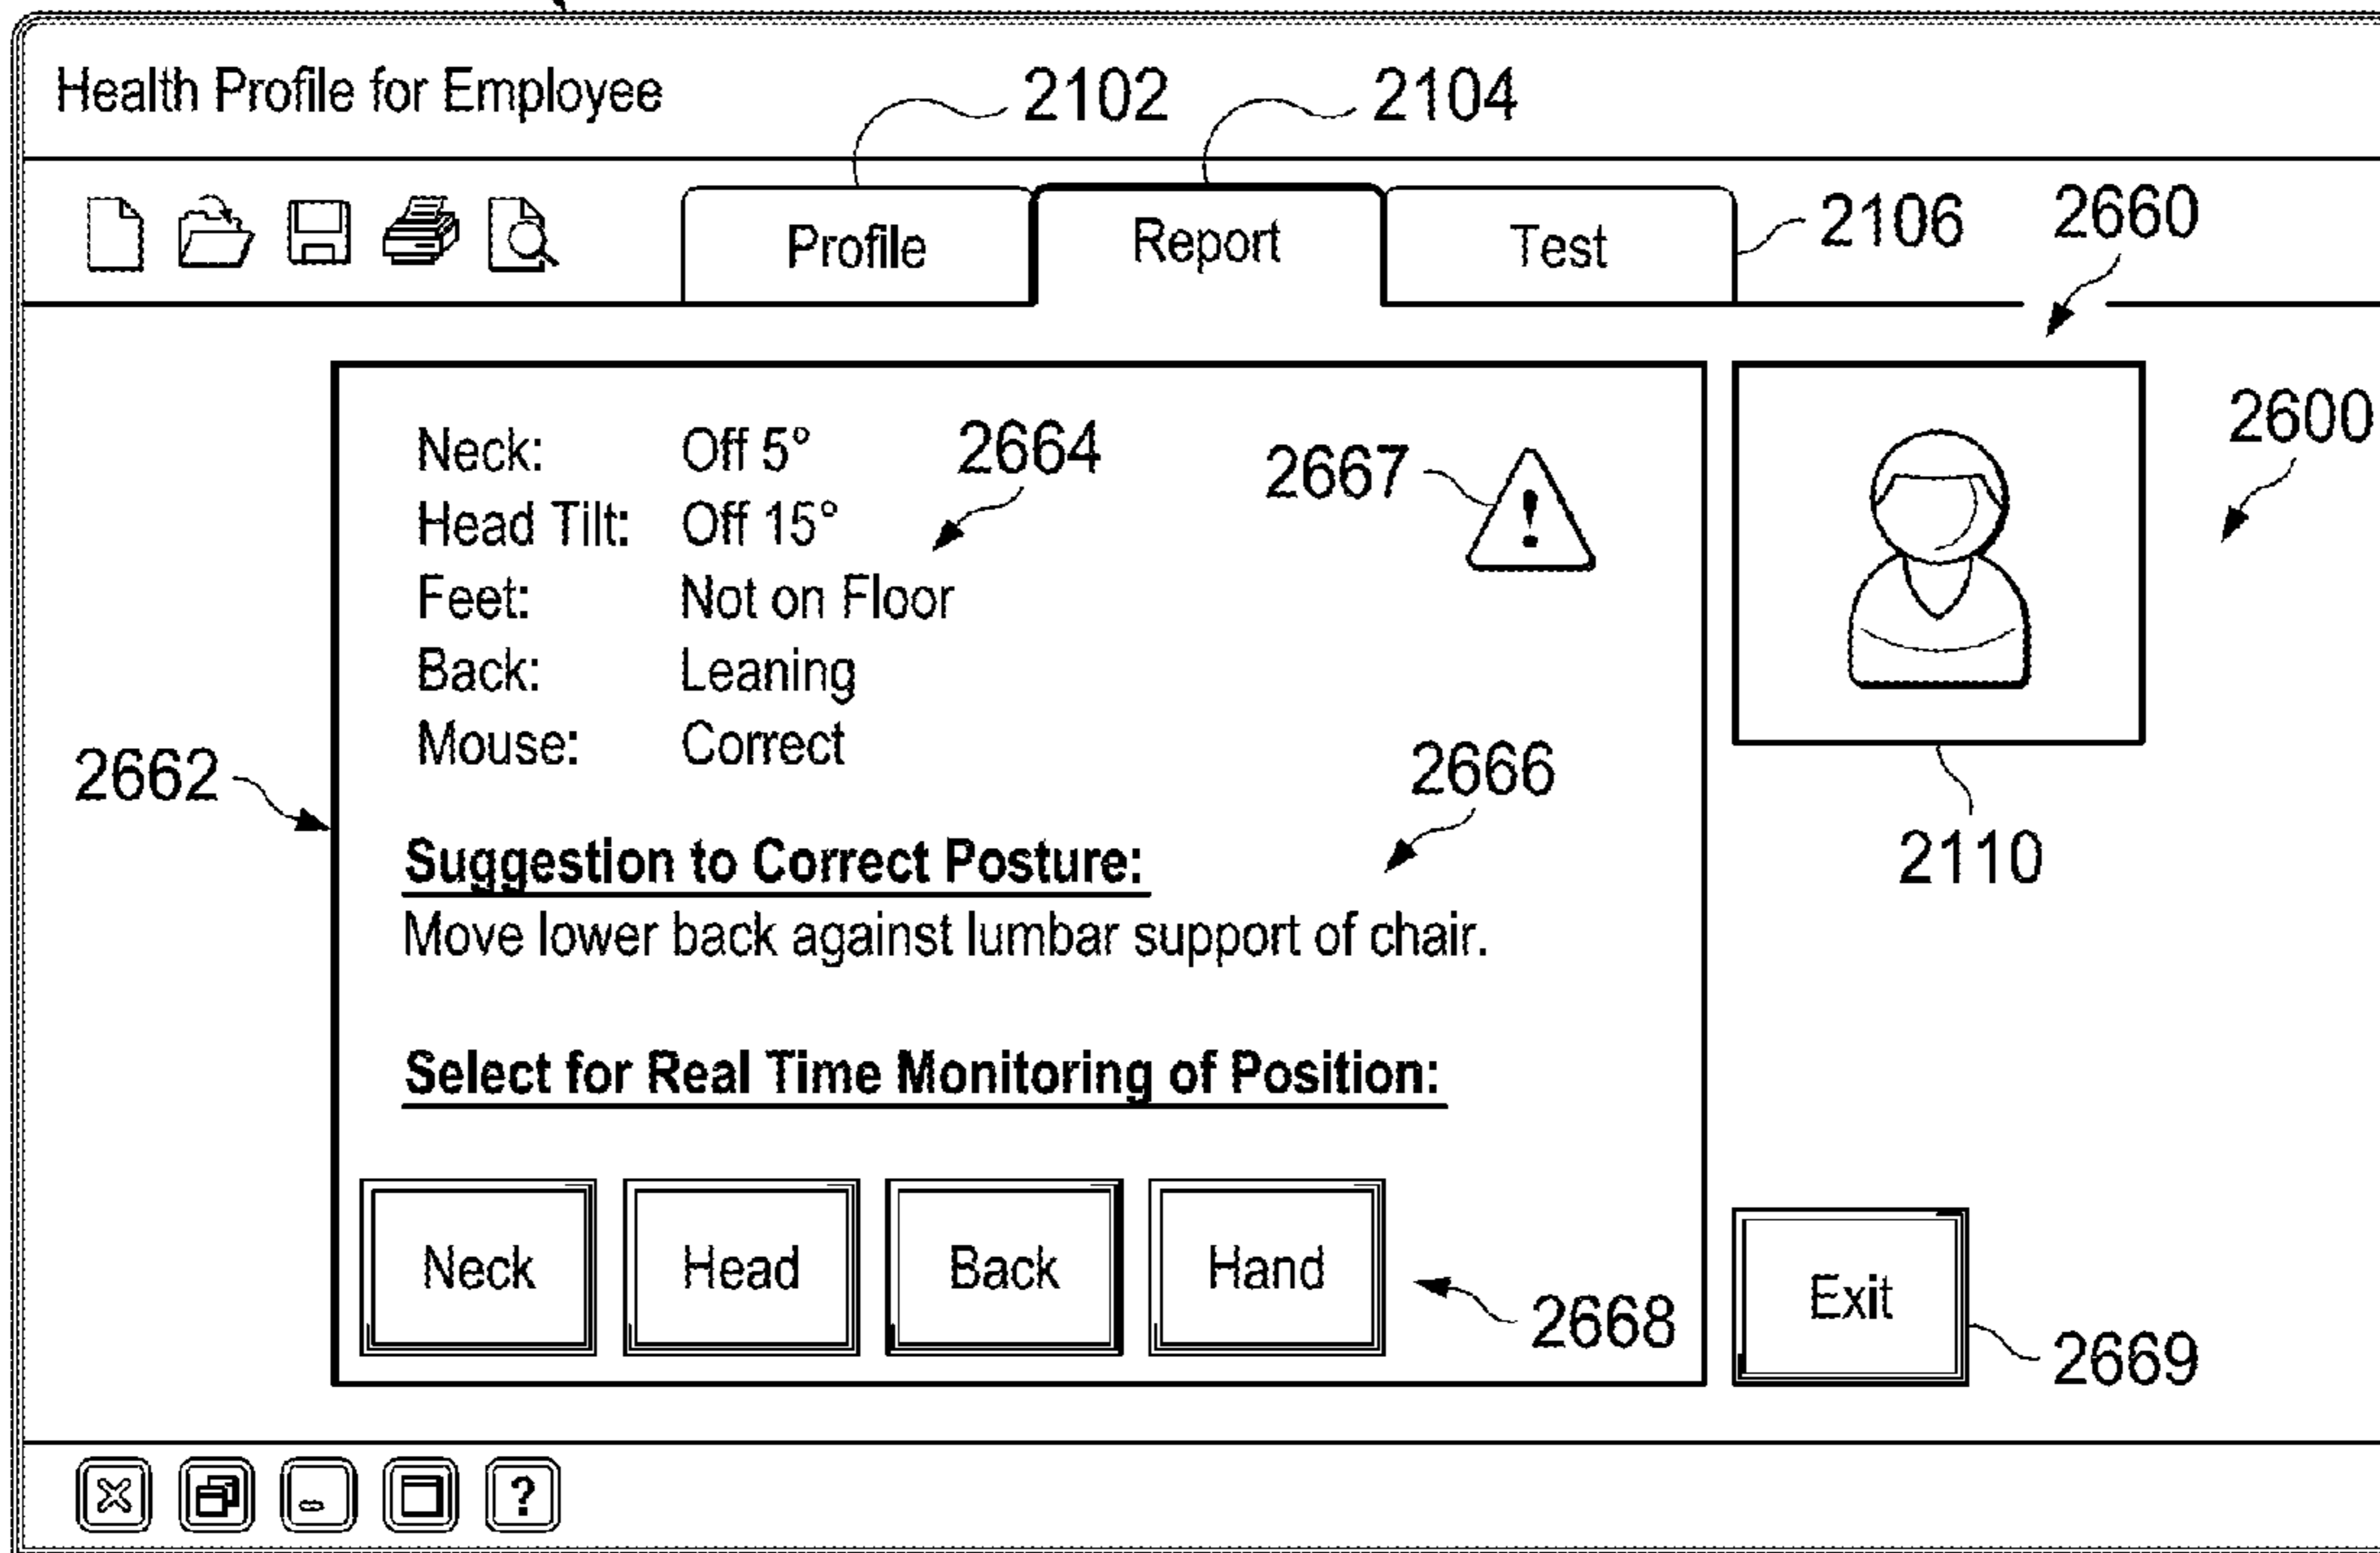 Health Profile for Employee
2102
2104
Profile
Report
Test
2106
2660
2600
Neck: Off 5°
Head Tilt: Off 15°
Feet: Not on Floor
Back: Leaning
Mouse: Correct
2664
2667
!
2662
2666
2110
Suggestion to Correct Posture:
Move lower back against lumbar support of chair.
Select for Real Time Monitoring of Position:
Neck
Head
Back
Hand
2668
Exit
2669
?